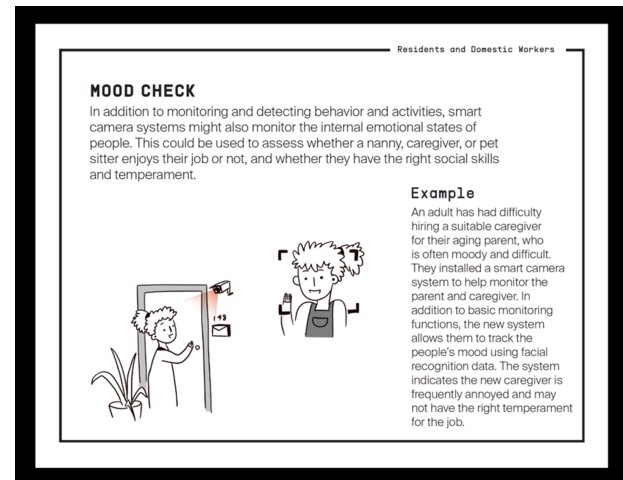 Residents and Domestic Workers
MOOD CHECK
In addition to monitoring and detecting behavior and activities, smart
camera systems might also monitor the internal emotional states of
people. This could be used to assess whether a nanny, caregiver, or pet
sitter enjoys their job or not, and whether they have the right social skills
and temperament.
Example
An adult has had difficulty
hiring a suitable caregiver
for their aging parent, who
is often moody and difficult.
They installed a smart camera
system to help monitor the
parent and caregiver. In
addition to basic monitoring
functions, the new system
allows them to track the
people's mood using facial
recognition data. The system
indicates the new caregiver is
frequently annoyed and may
not have the right temperament
for the job.